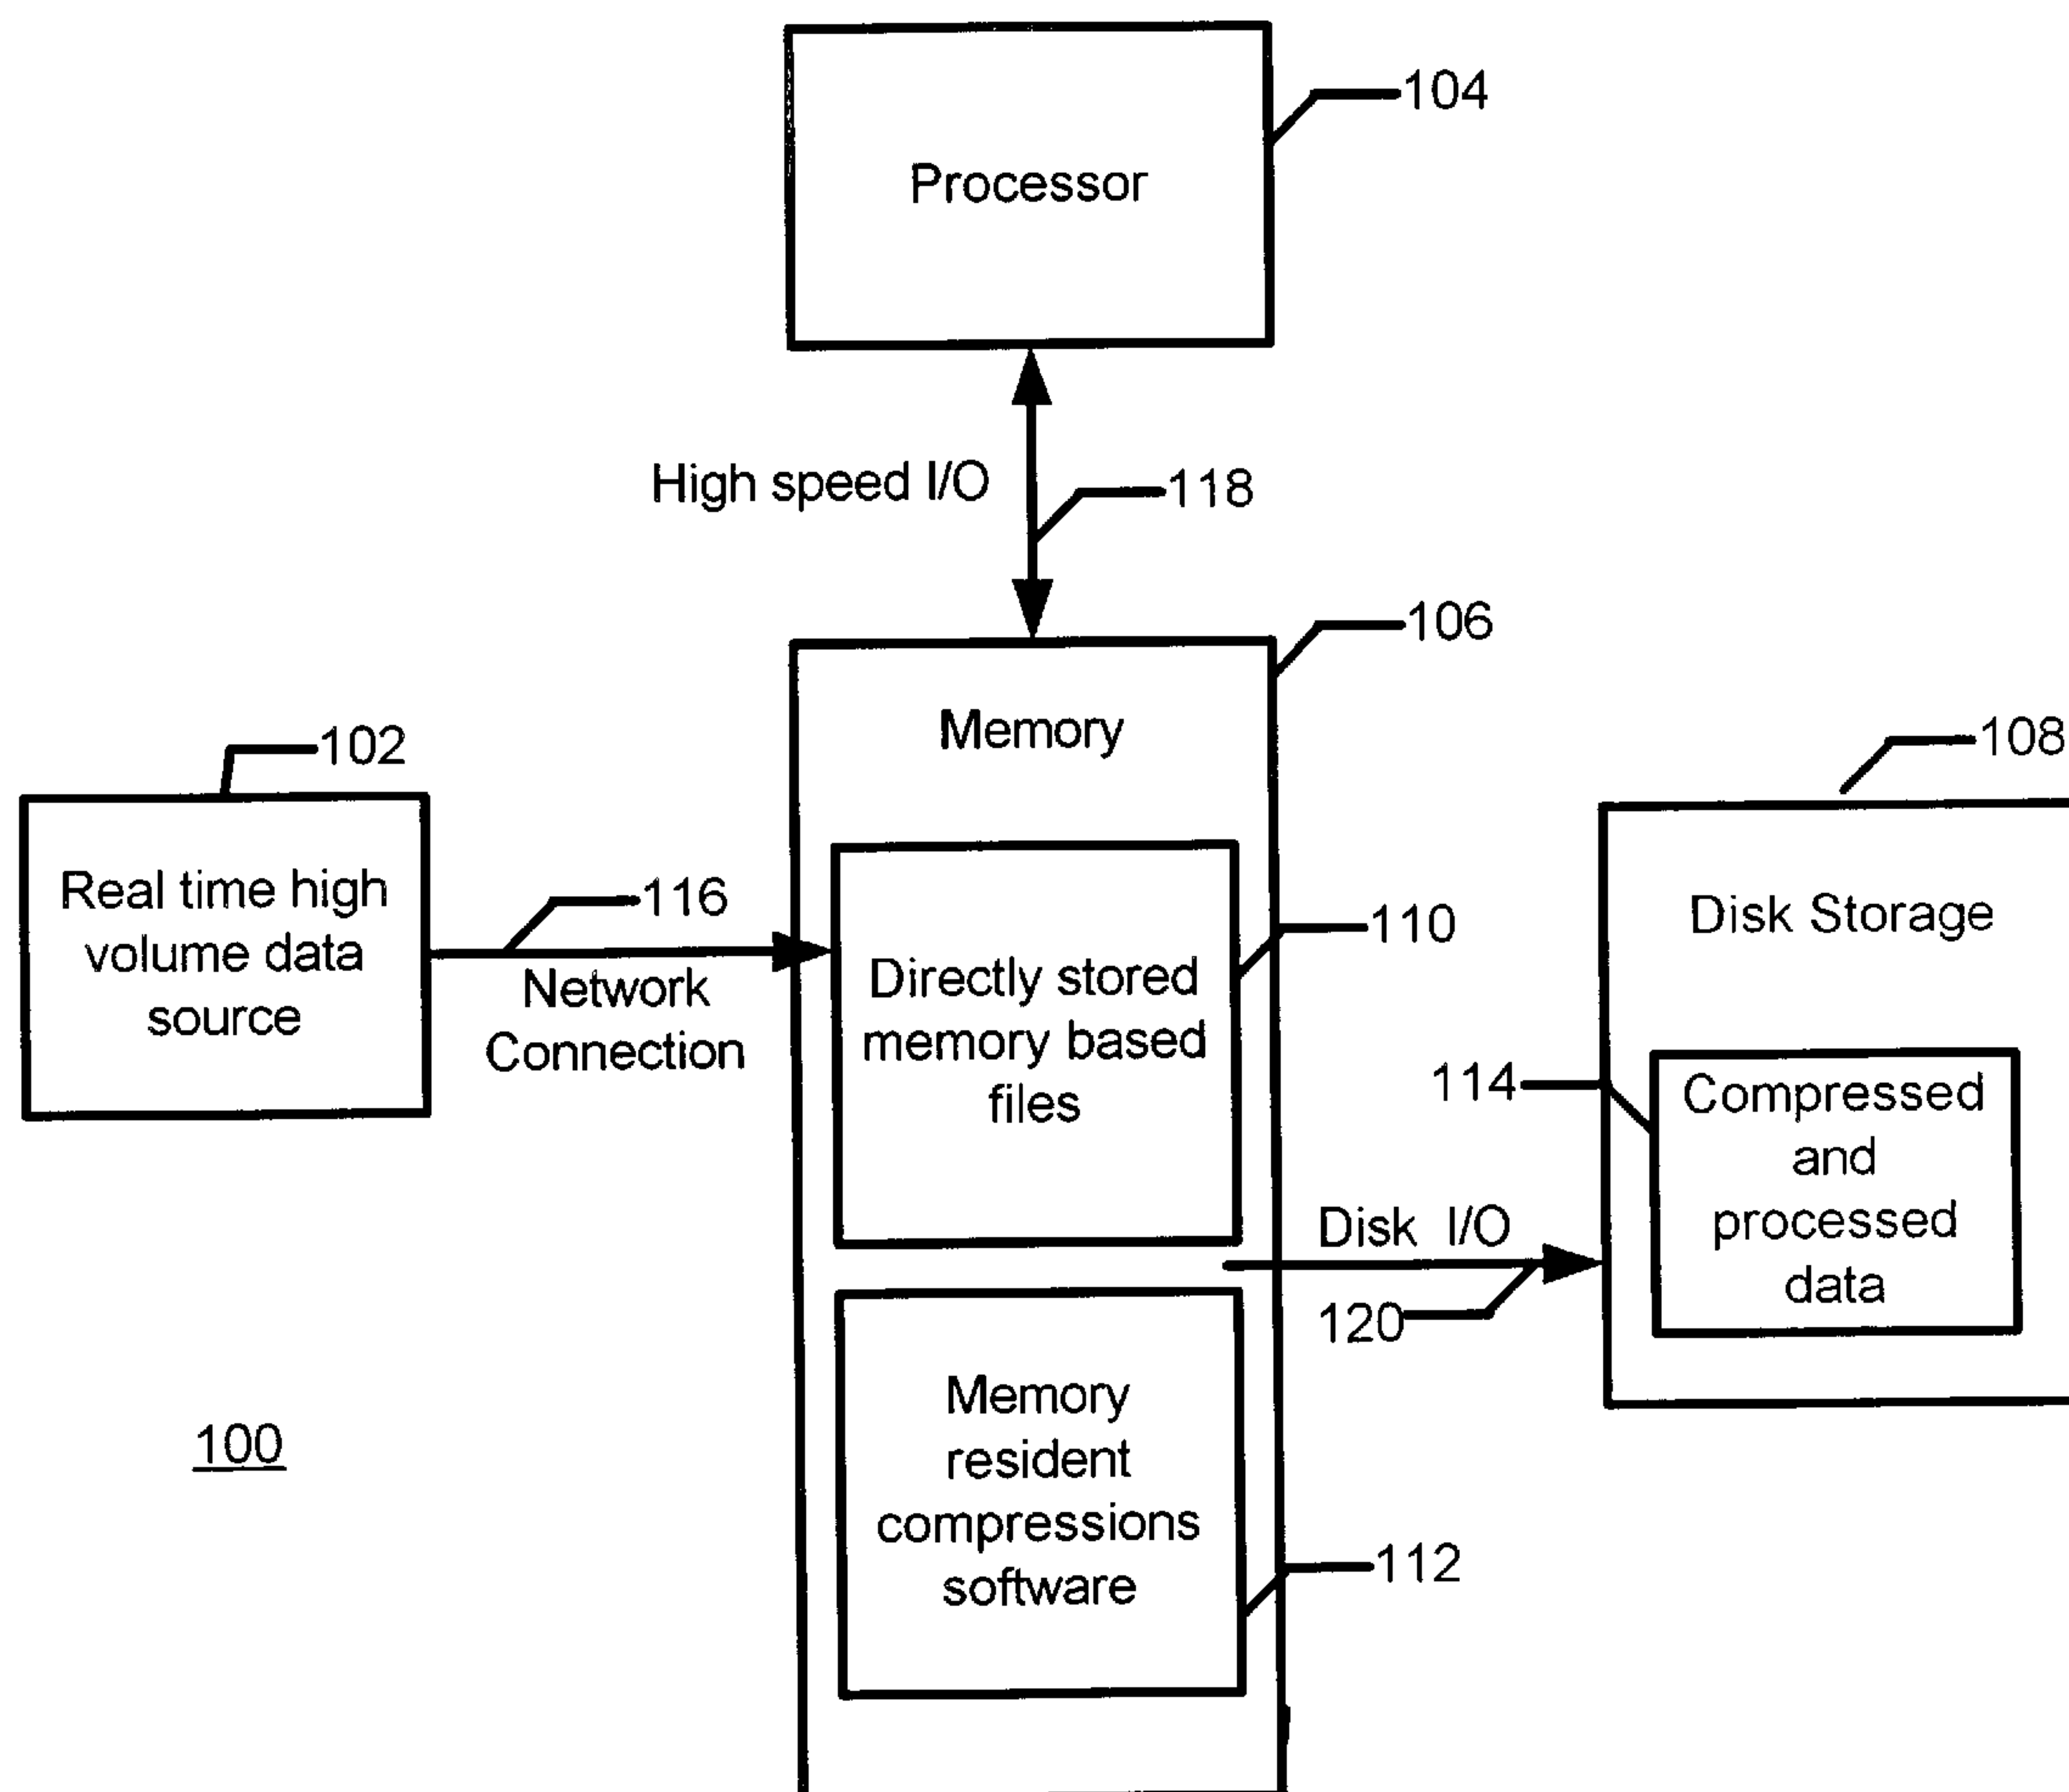 104
Processor
High speed I/O
118
106
Memory
102
108
Real time high
volume data
source
116
Network
Connection
110
Directly stored
memory based
files
Disk Storage
114
Compressed
and
processed
data
Disk I/O
120
Memory
resident
compressions
software
112
100